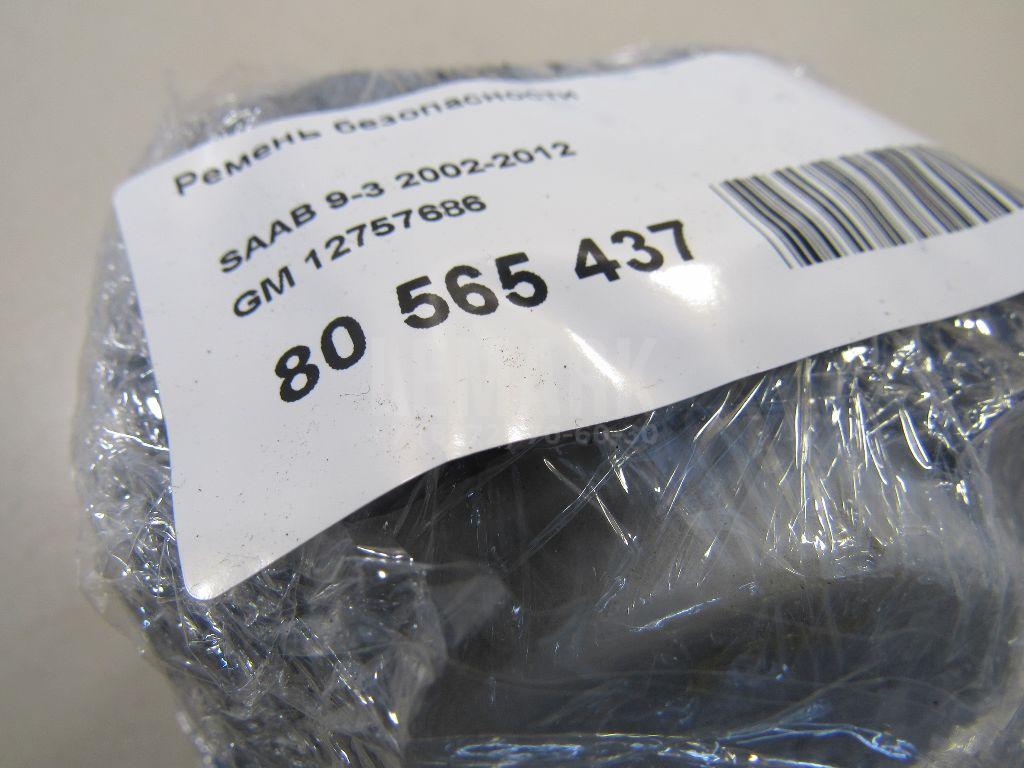 Ремень безопасности
SAAB 9-3 2002-2012
GM 12757686
80 565 437